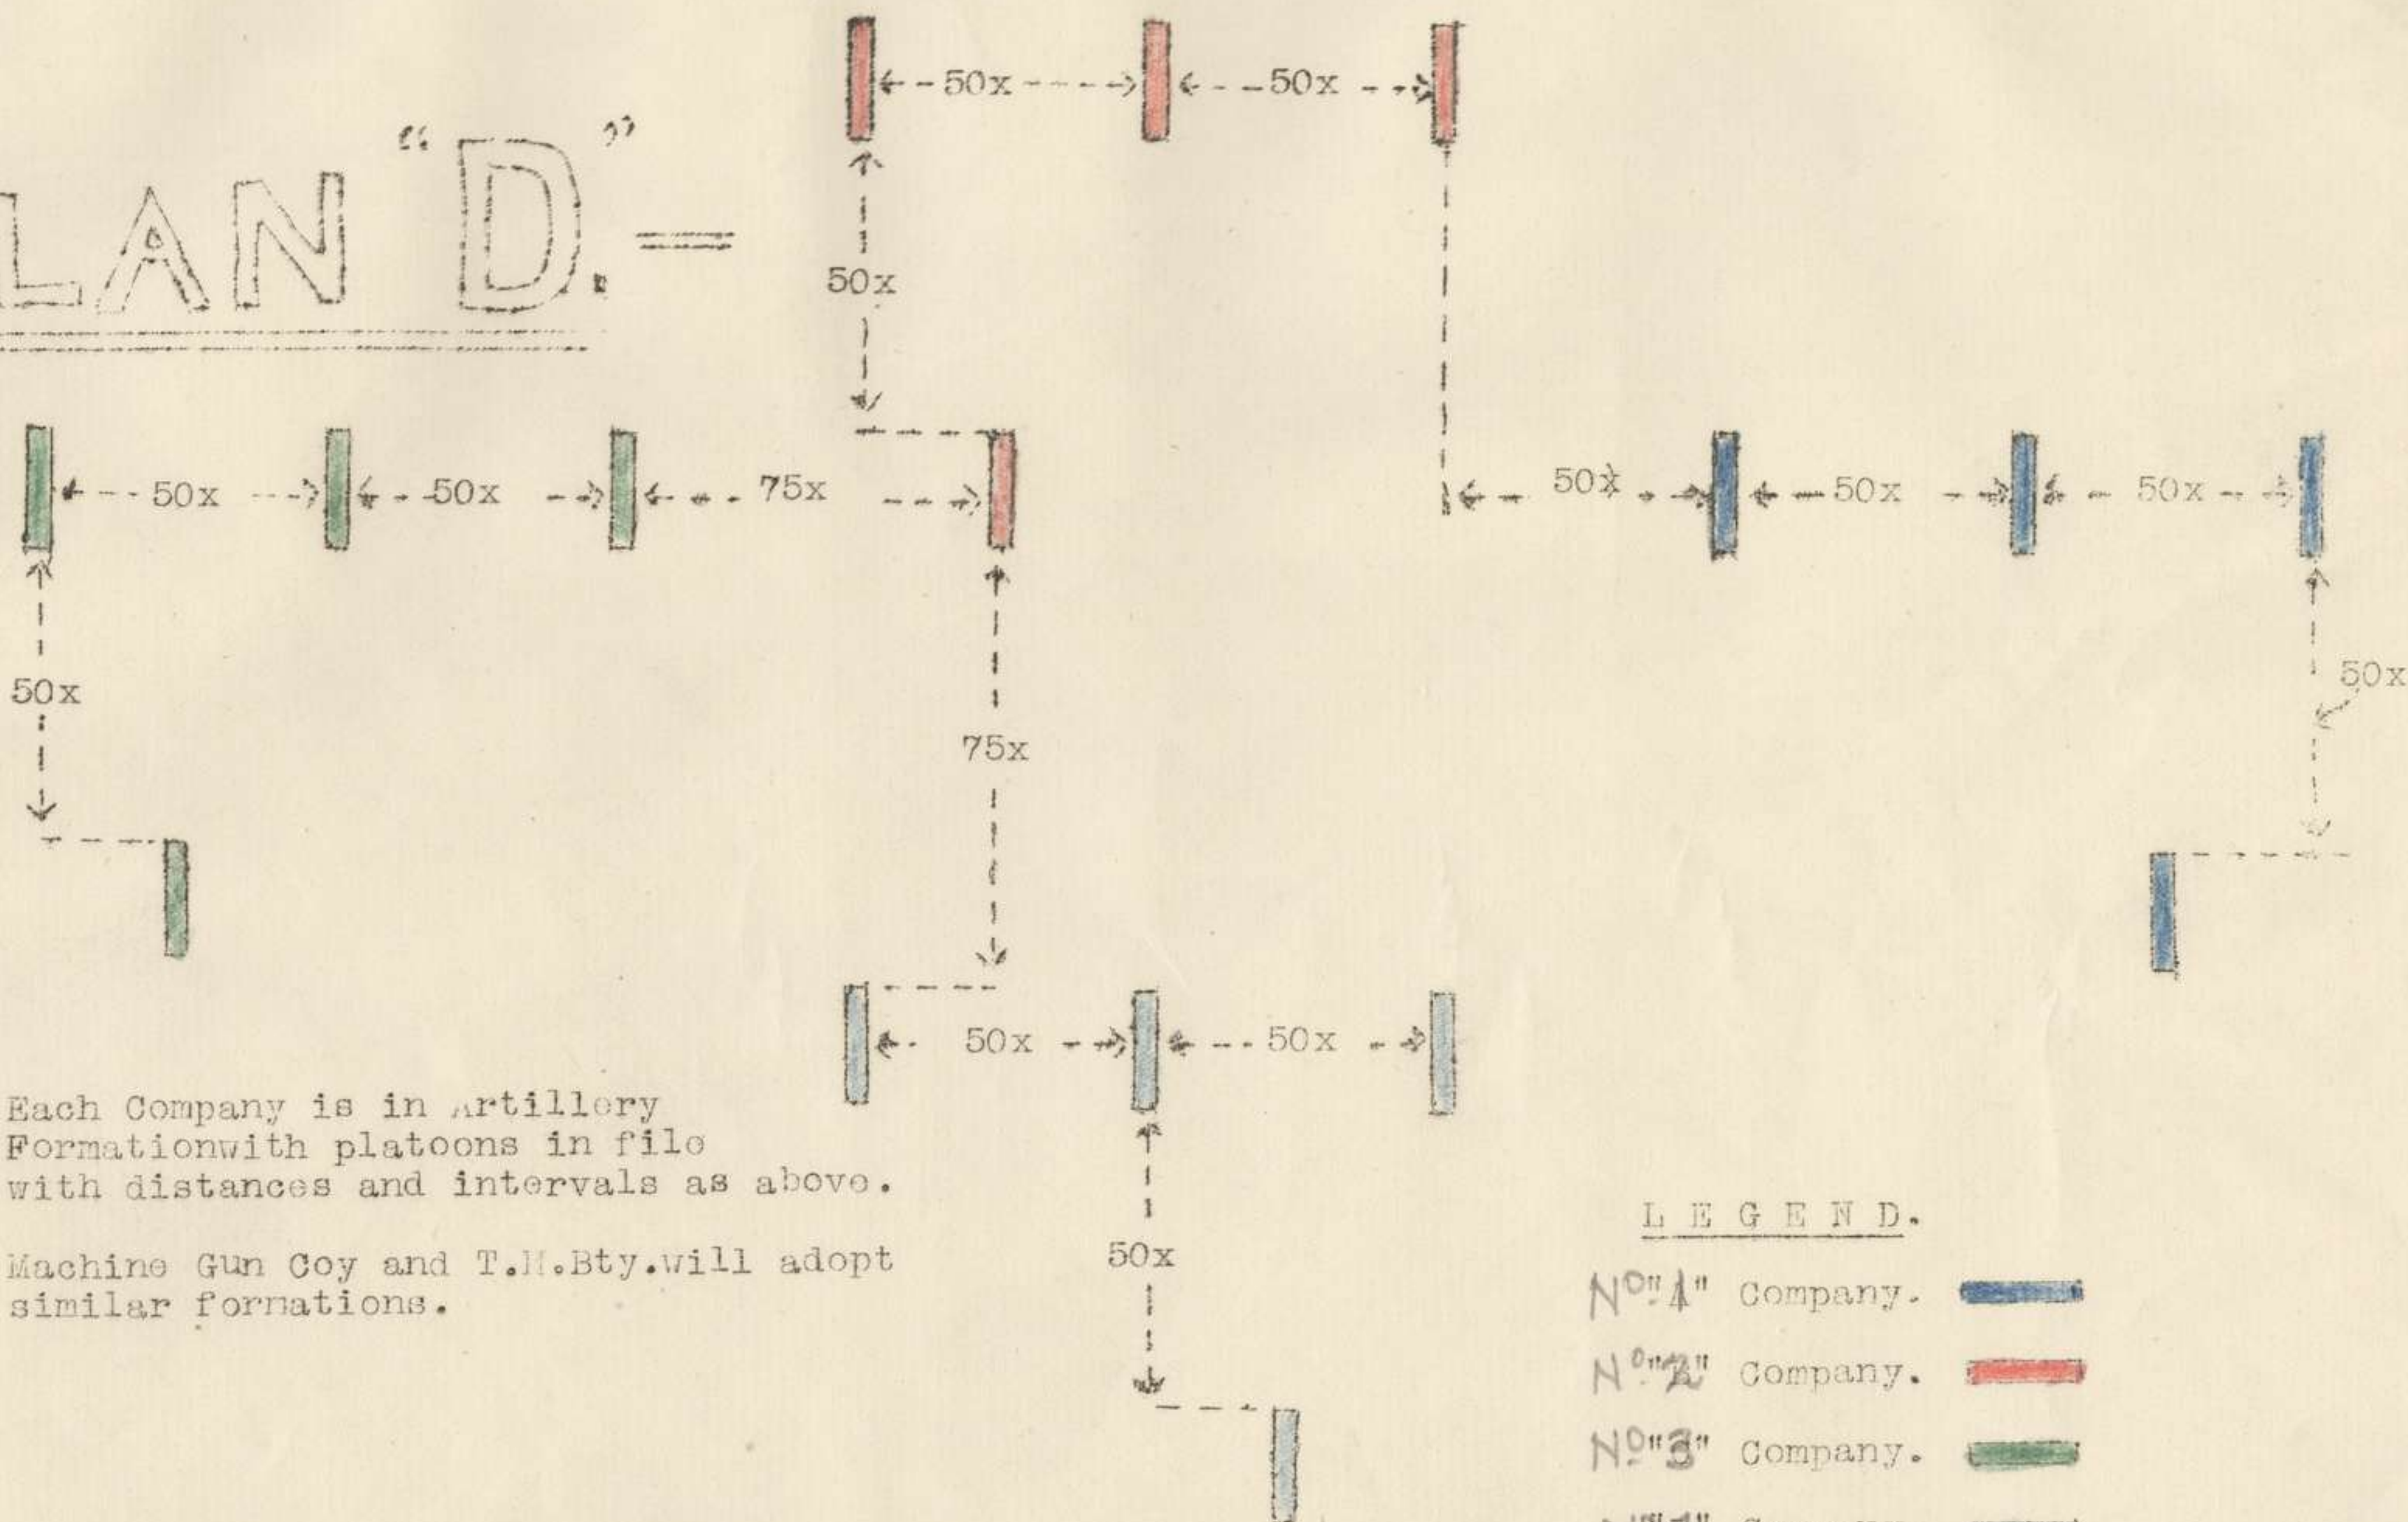 50x 50x
LAN "D."
50x
50x 50x 75x 50x 50x 50x
50x 50x
75x
50x 50x
Each Company is in Artillery
Formationwith platoons in file
with distances and intervals as above.
Machine Gun Coy and T.M.Bty.will adopt
similar formations.
50x
LEGEND.
No "1" Company.
No "2" Company.
No "3" Company.